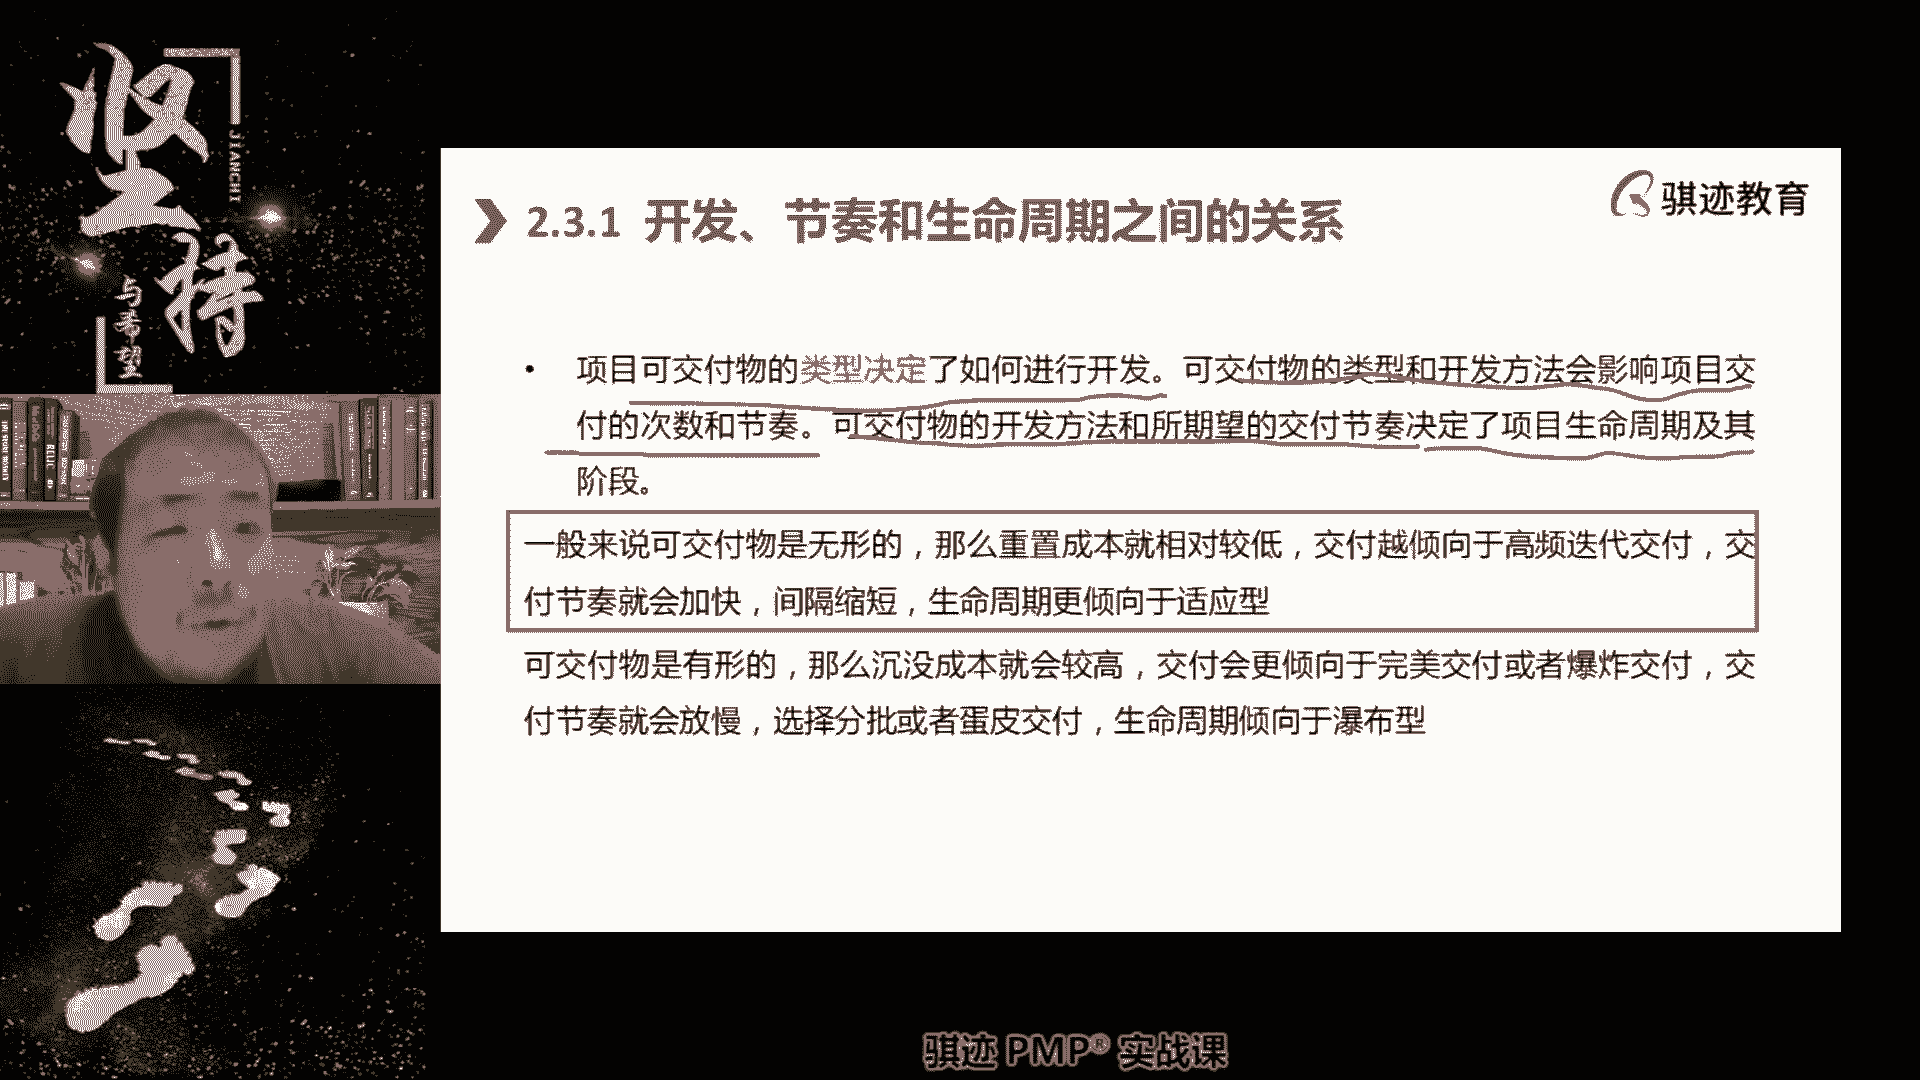 坚持
JIANCHI
与希望
骐迹教育
2.3.1 开发、节奏和生命周期之间的关系
• 项目可交付物的类型决定了如何进行开发。可交付物的类型和开发方法会影响项目交
付的次数和节奏。可交付物的开发方法和所期望的交付节奏决定了项目生命周期及其
阶段。
一般来说可交付物是无形的，那么重置成本就相对较低，交付越倾向于高频迭代交付，交
付节奏就会加快，间隔缩短，生命周期更倾向于适应型
可交付物是有形的，那么沉没成本就会较高，交付会更倾向于完美交付或者爆炸交付，交
付节奏就会放慢，选择分批或者蛋皮交付，生命周期倾向于瀑布型
骐迹 PMP® 实战课